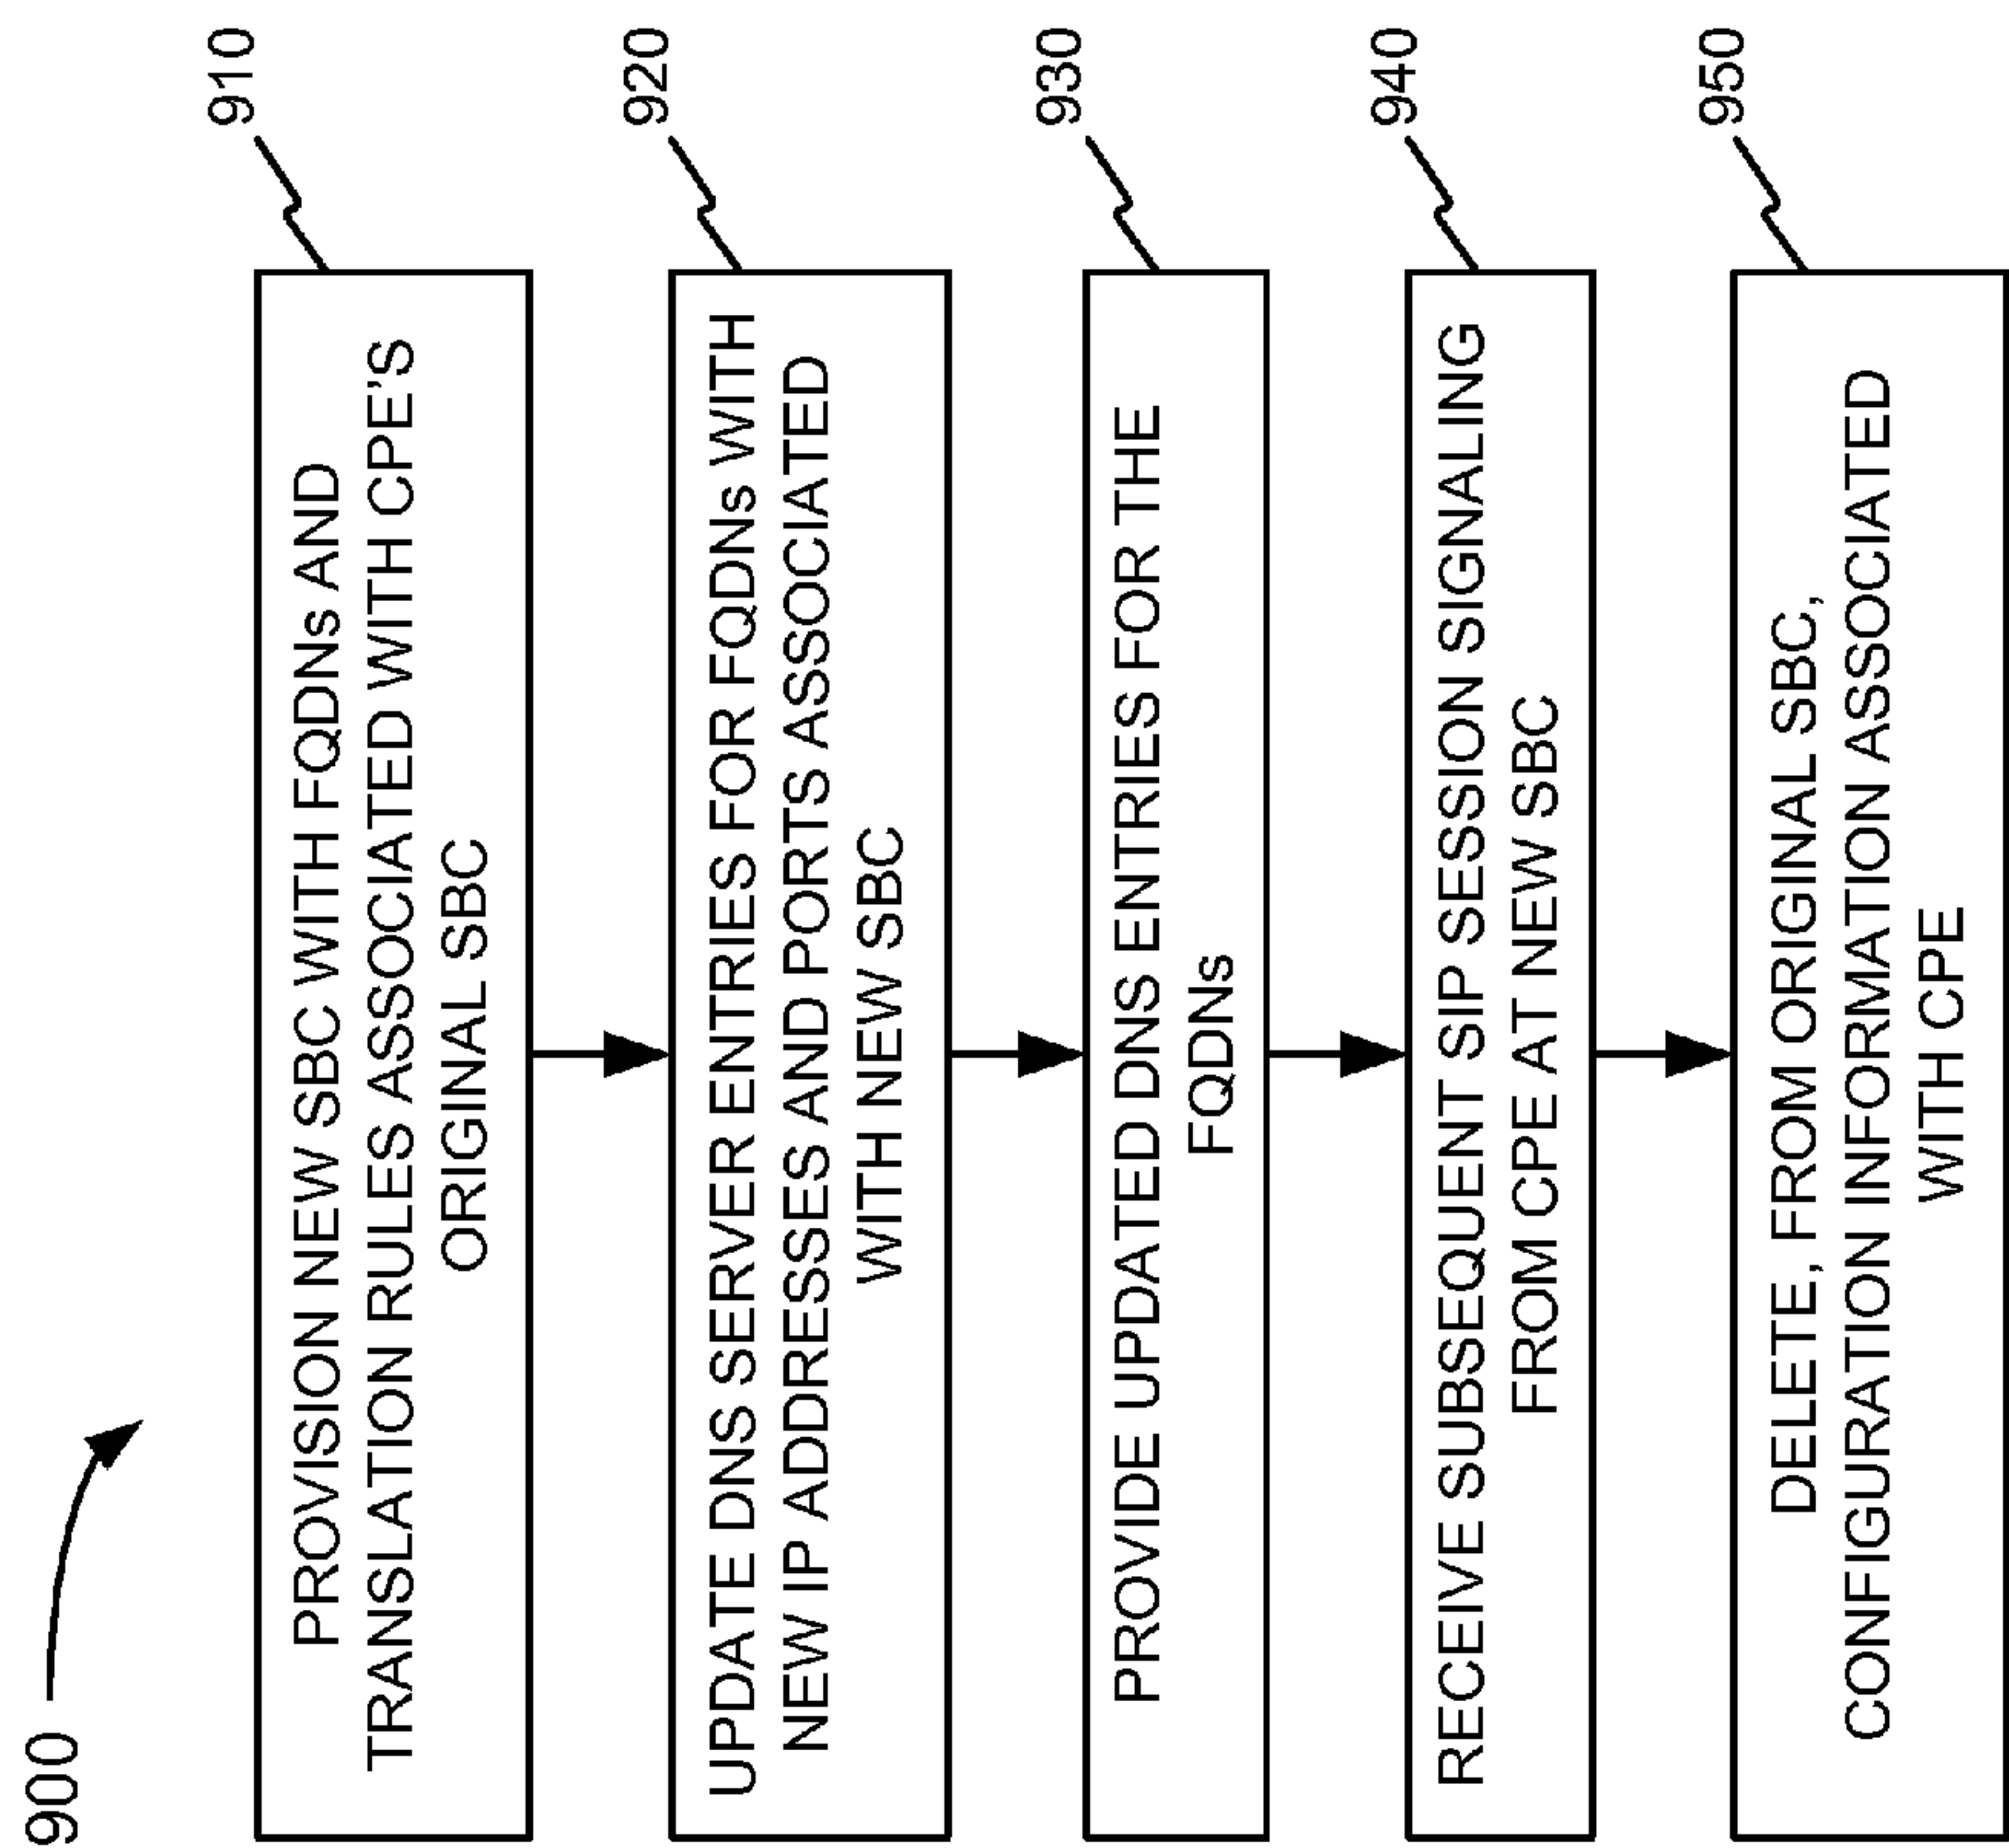 900
910
PROVISION NEW SBC WITH FQDNs AND
TRANSLATION RULES ASSOCIATED WITH CPE'S
ORIGINAL SBC
920
UPDATE DNS SERVER ENTRIES FOR FQDNs WITH
NEW IP ADDRESSES AND PORTS ASSOCIATED
WITH NEW SBC
930
PROVIDE UPDATED DNS ENTRIES FOR THE
FQDNs
940
RECEIVE SUBSEQUENT SIP SESSION SIGNALING
FROM CPE AT NEW SBC
950
DELETE, FROM ORIGINAL SBC,
CONFIGURATION INFORMATION ASSOCIATED
WITH CPE